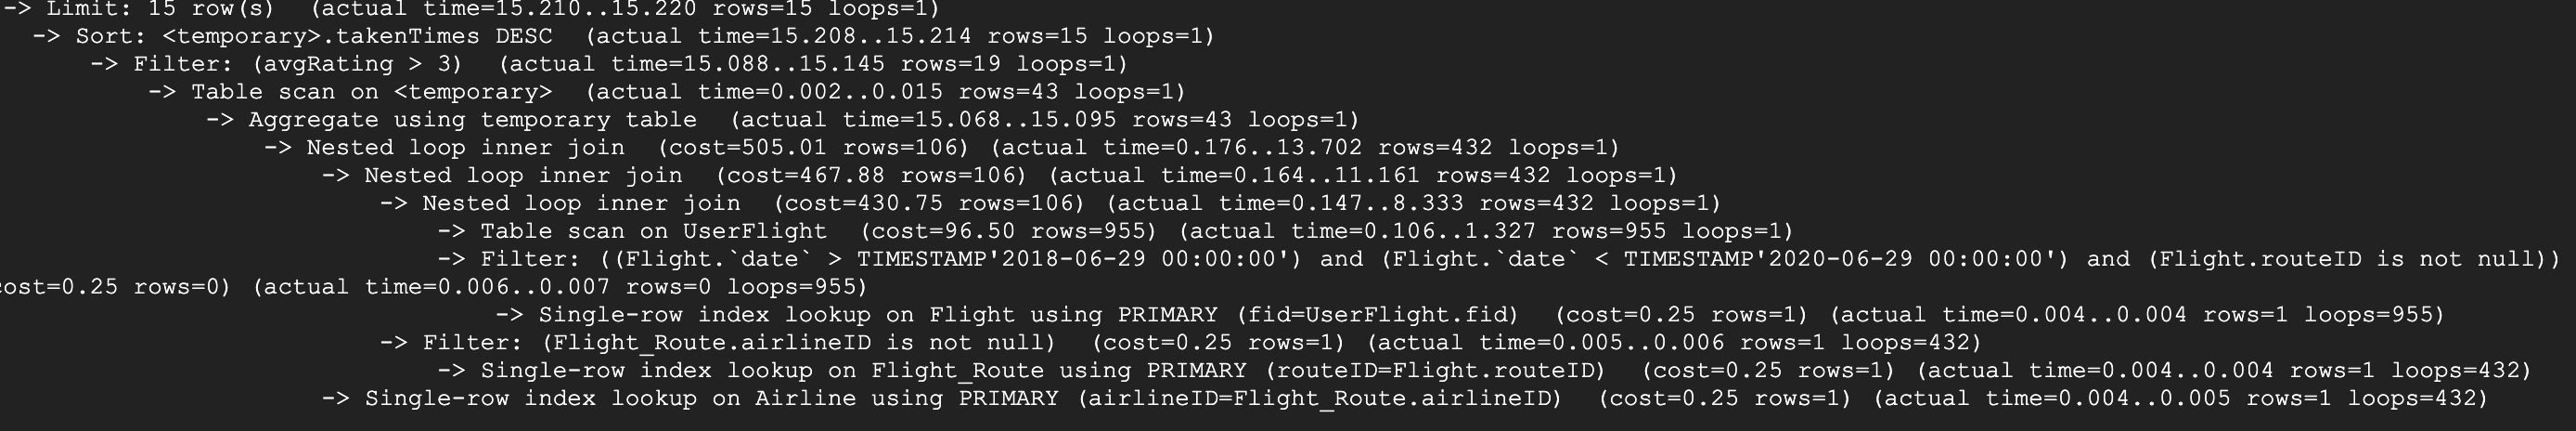 -> Limit: 15 row(s)  (actual time=15.210..15.220 rows=15 loops=1)
-> Sort: <temporary>.takenTimes DESC  (actual time=15.208..15.214 rows=15 loops=1)
-> Filter: (avgRating > 3)  (actual time=15.088..15.145 rows=19 loops=1)
-> Table scan on <temporary>  (actual time=0.002..0.015 rows=43 loops=1)
-> Aggregate using temporary table  (actual time=15.068..15.095 rows=43 loops=1)
-> Nested loop inner join  (cost=505.01 rows=106) (actual time=0.176..13.702 rows=432 loops=1)
-> Nested loop inner join  (cost=467.88 rows=106) (actual time=0.164..11.161 rows=432 loops=1)
-> Nested loop inner join  (cost=430.75 rows=106) (actual time=0.147..8.333 rows=432 loops=1)
-> Table scan on UserFlight  (cost=96.50 rows=955) (actual time=0.106..1.327 rows=955 loops=1)
-> Filter: ((Flight.`date` > TIMESTAMP'2018-06-29 00:00:00') and (Flight.`date` < TIMESTAMP'2020-06-29 00:00:00') and (Flight.routeID is not null))
cost=0.25 rows=0) (actual time=0.006..0.007 rows=0 loops=955)
-> Single-row index lookup on Flight using PRIMARY (fid=UserFlight.fid)  (cost=0.25 rows=1) (actual time=0.004..0.004 rows=1 loops=955)
-> Filter: (Flight_Route.airlineID is not null)  (cost=0.25 rows=1) (actual time=0.005..0.006 rows=1 loops=432)
-> Single-row index lookup on Flight_Route using PRIMARY (routeID=Flight.routeID)  (cost=0.25 rows=1) (actual time=0.004..0.004 rows=1 loops=432)
-> Single-row index lookup on Airline using PRIMARY (airlineID=Flight_Route.airlineID)  (cost=0.25 rows=1) (actual time=0.004..0.005 rows=1 loops=432)